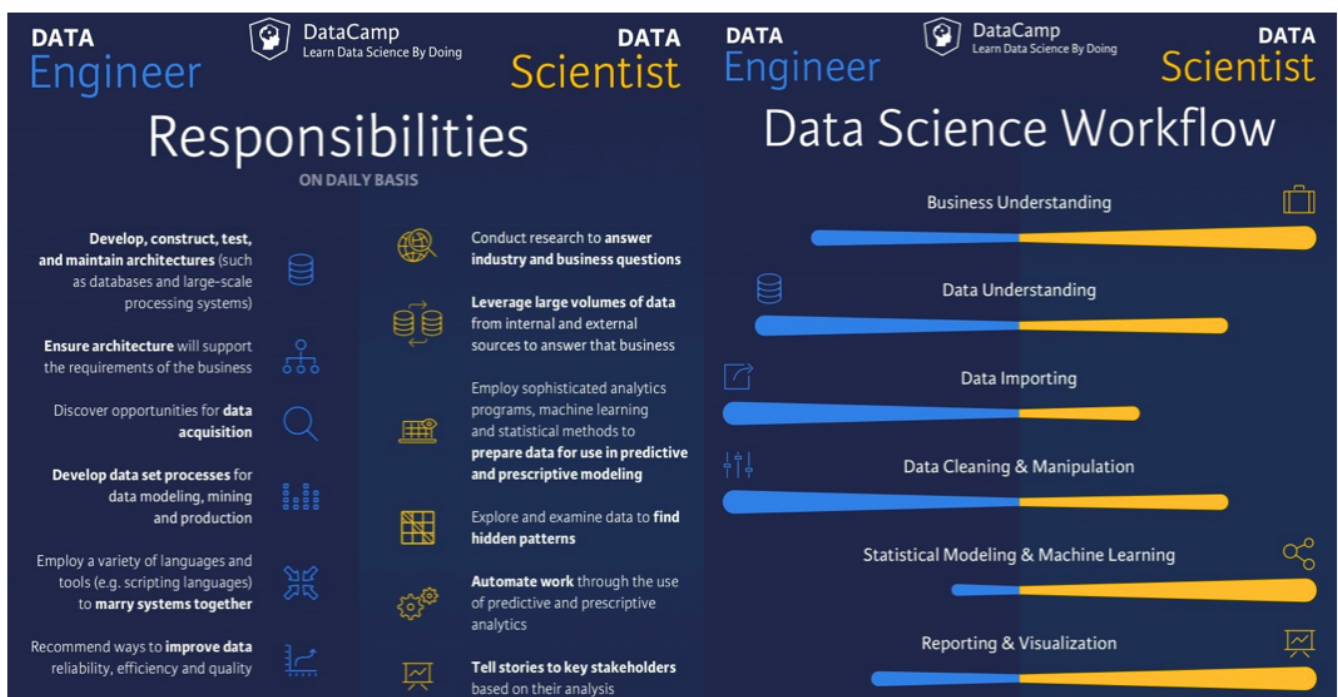 DATA
Engineer
DataCamp
Learn Data Science By Doing
DATA
Scientist
Responsibilities
ON DAILY BASIS
Develop, construct, test,
and maintain architectures (such
as databases and large-scale
processing systems)
Ensure architecture will support
the requirements of the business
Discover opportunities for data
acquisition
Develop data set processes for
data modeling, mining
and production
Employ a variety of languages and
tools (e.g. scripting languages)
to marry systems together
Recommend ways to improve data
reliability, efficiency and quality
Conduct research to answer
industry and business questions
Leverage large volumes of data
from internal and external
sources to answer that business
Employ sophisticated analytics
programs, machine learning
and statistical methods to
prepare data for use in predictive
and prescriptive modeling
Explore and examine data to find
hidden patterns
Automate work through the use
of predictive and prescriptive
analytics
Tell stories to key stakeholders
based on their analysis
DATA
Engineer
DataCamp
Learn Data Science By Doing
DATA
Scientist
Data Science Workflow
Business Understanding
Data Understanding
Data Importing
Data Cleaning & Manipulation
Statistical Modeling & Machine Learning
Reporting & Visualization